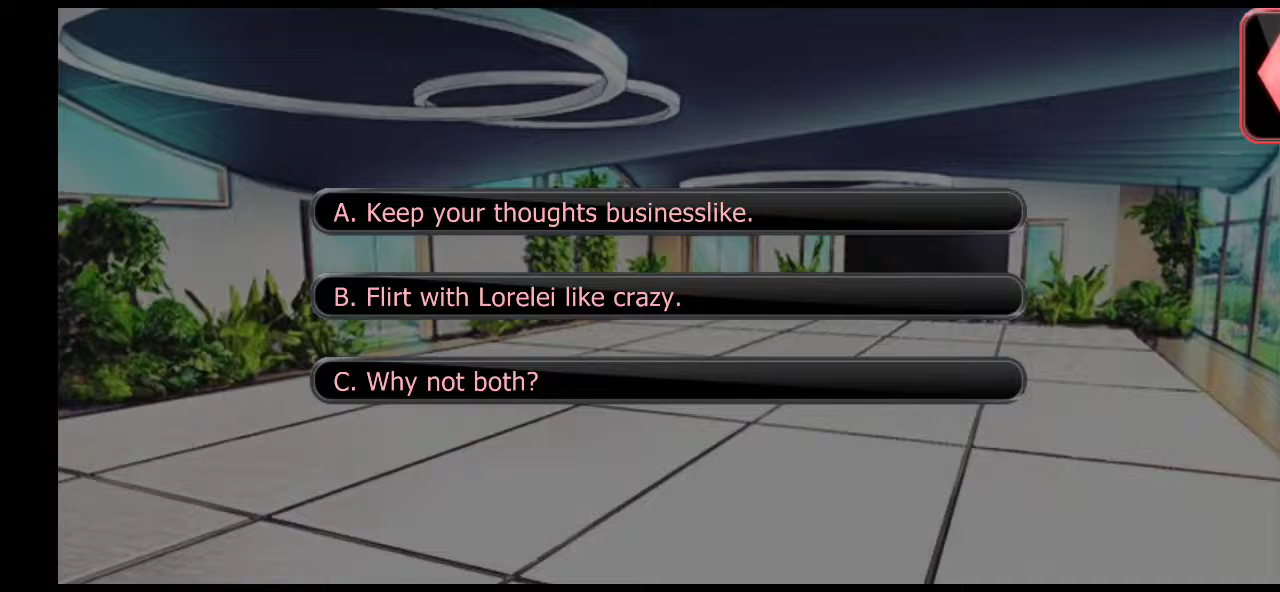 A. Keep your thoughts businesslike.
B. Flirt with Lorelei like crazy.
C. Why not both?